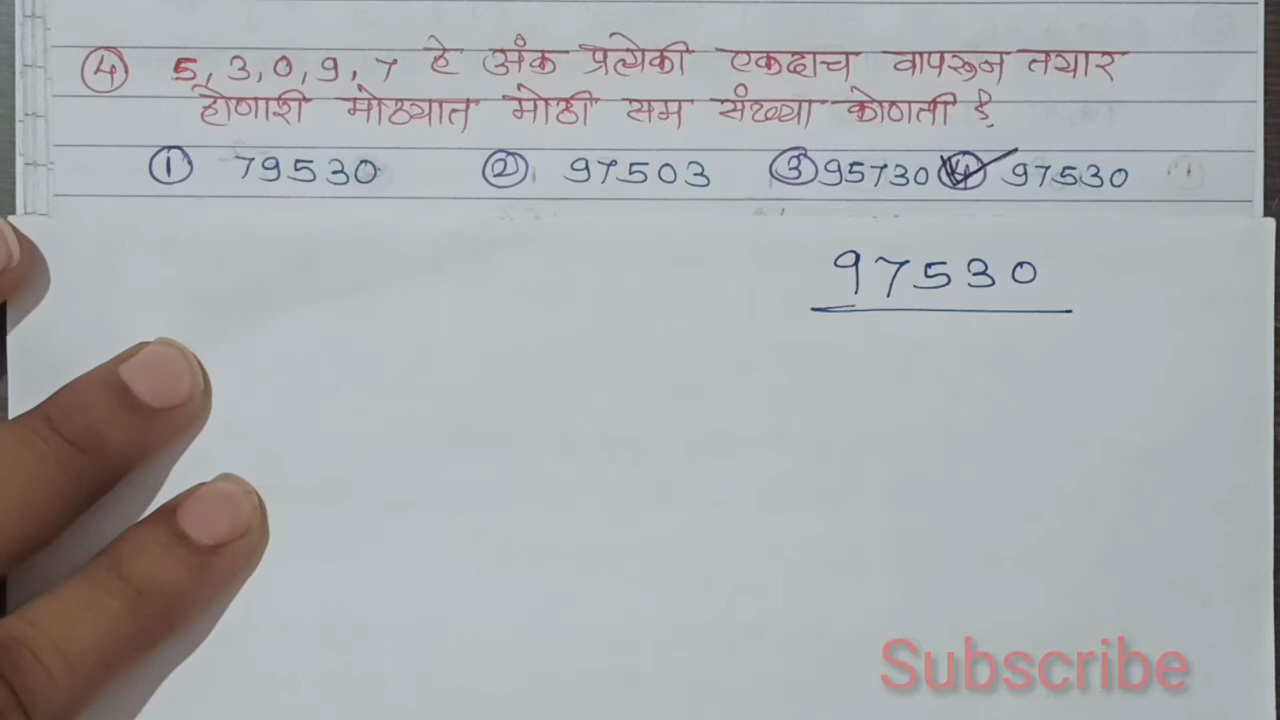 ④ 5, 3, 0, 9, 7 हे अंक प्रत्येकी एकदाच वापरून तयार
होणारी मोठ्यात मोठी सम संख्या कोणती ?
① 79530 ② 97503 ③ 95730 ④ 97530
97530
Subscribe